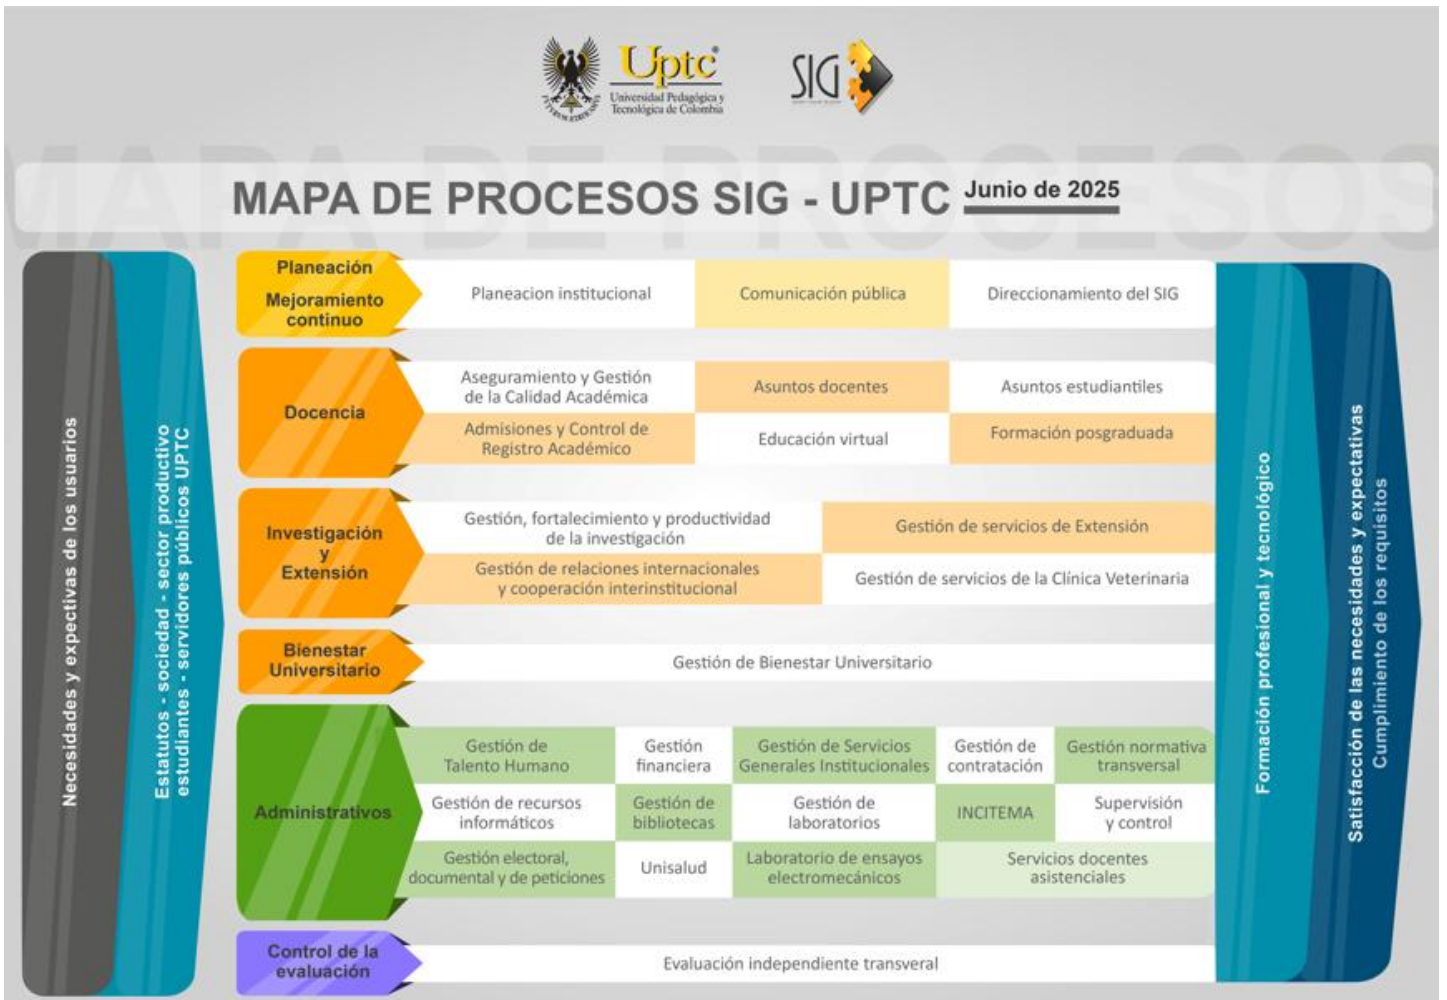 Uptc®
Universidad Pedagógica y
Tecnológica de Colombia
SIG
MAPA DE PROCESOS
MAPA DE PROCESOS SIG - UPTC Junio de 2025
Necesidades y expectivas de los usuarios
Estatutos - sociedad - sector productivo
estudiantes - servidores públicos UPTC
Planeación
Mejoramiento
continuo
Planeacion institucional
Comunicación pública
Direccionamiento del SIG
Docencia
Aseguramiento y Gestión
de la Calidad Académica
Asuntos docentes
Asuntos estudiantiles
Admisiones y Control de
Registro Académico
Educación virtual
Formación posgraduada
Investigación
y
Extensión
Gestión, fortalecimiento y productividad
de la investigación
Gestión de servicios de Extensión
Gestión de relaciones internacionales
y cooperación interinstitucional
Gestión de servicios de la Clínica Veterinaria
Bienestar
Universitario
Gestión de Bienestar Universitario
Administrativos
Gestión de
Talento Humano
Gestión
financiera
Gestión de Servicios
Generales Institucionales
Gestión de
contratación
Gestión normativa
transversal
Gestión de recursos
informáticos
Gestión de
bibliotecas
Gestión de
laboratorios
INCITEMA
Supervisión
y control
Gestión electoral,
documental y de peticiones
Unisalud
Laboratorio de ensayos
electromecánicos
Servicios docentes
asistenciales
Control de la
evaluación
Evaluación independiente transveral
Formación profesional y tecnológico
Satisfacción de las necesidades y expectativas
Cumplimiento de los requisitos